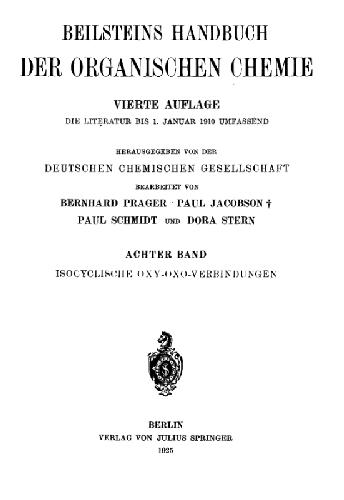 BEILSTEINS HANDBUCH
DER ORGANISCHEN CHEMIE
VIERTE AUFLAGE
DIE LITERATUR BIS 1. JANUAR 1910 UMFASSEND
HERAUSGEGEBEN VON DER
DEUTSCHEN CHEMISCHEN GESELLSCHAFT
BEARBEITET VON
BERNHARD PRAGER · PAUL JACOBSON †
PAUL SCHMIDT UND DORA STERN
ACHTER BAND
ISOCYCLISCHE OXY-OXO-VERBINDUNGEN
BERLIN
VERLAG VON JULIUS SPRINGER
1925